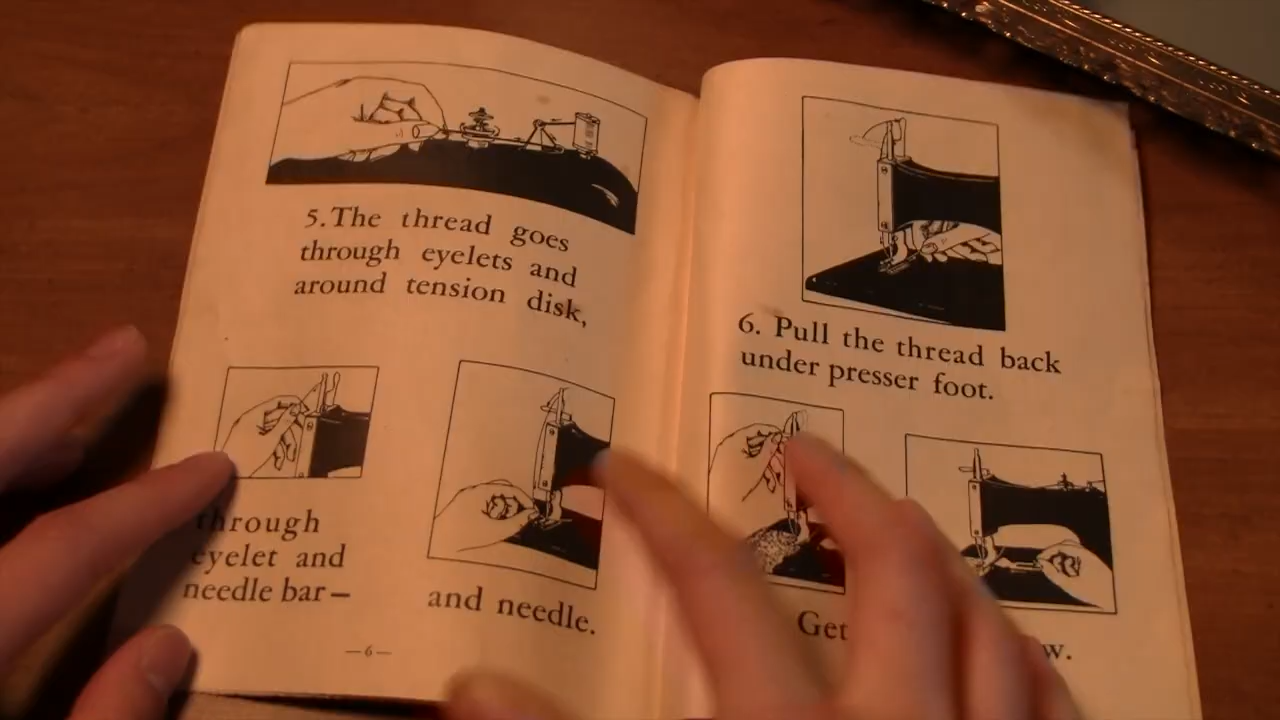 5. The thread goes
through eyelets and
around tension disk,
through
eyelet and
needle bar—
and needle.
—6—
6. Pull the thread back
under presser foot.
Get